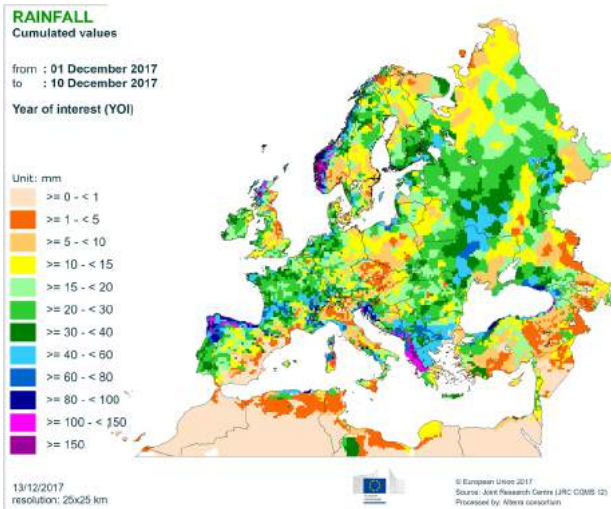 RAINFALL
Cumulated values
from : 01 December 2017
to : 10 December 2017
Year of interest (YOI)
Unit: mm
>= 0 - < 1
>= 1 - < 5
>= 5 - < 10
>= 10 - < 15
>= 15 - < 20
>= 20 - < 30
>= 30 - < 40
>= 40 - < 60
>= 60 - < 80
>= 80 - < 100
>= 100 - < 150
>= 150
13/12/2017
resolution: 25x25 km
© European Union 2017
Source: Joint Research Centre (JRC CGMS 12)
Processed by: Alterra consortium